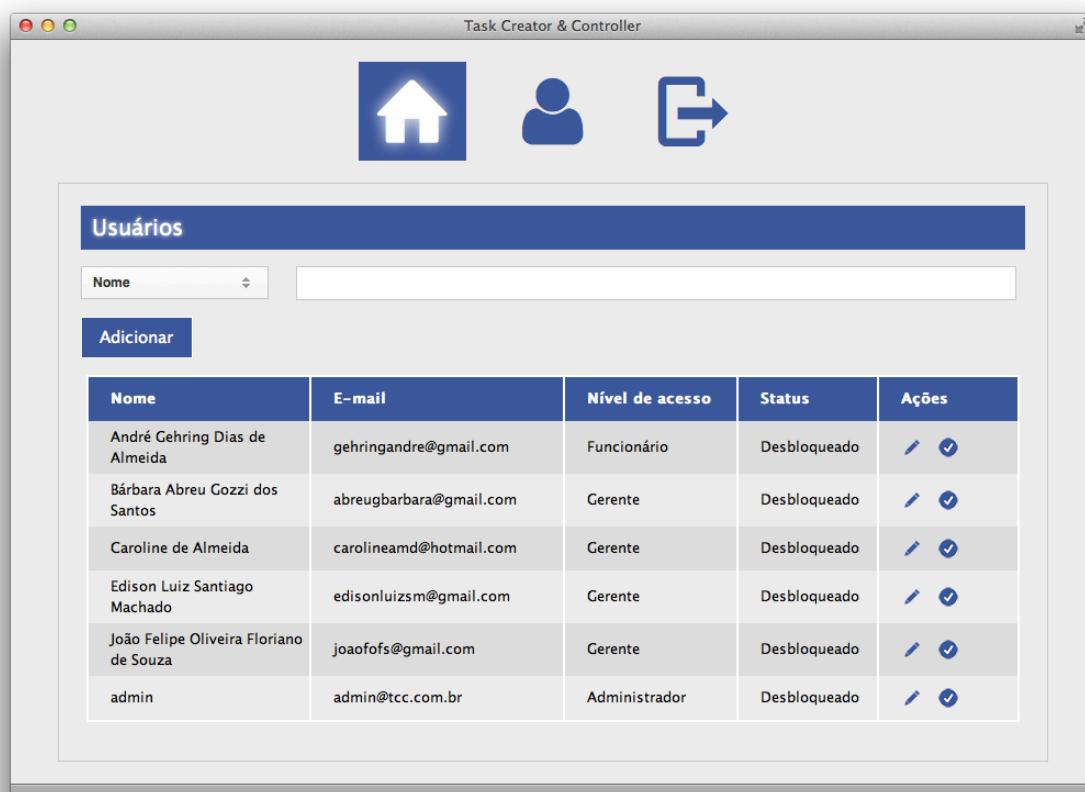 Task Creator & Controller
Usuários
Nome
Adicionar
Nome E-mail Nível de acesso Status Ações
André Gehring Dias de
Almeida gehringandre@gmail.com Funcionário Desbloqueado
Bárbara Abreu Gozzi dos
Santos abreugbarbara@gmail.com Gerente Desbloqueado
Caroline de Almeida carolineamd@hotmail.com Gerente Desbloqueado
Edison Luiz Santiago
Machado edisonluizsm@gmail.com Gerente Desbloqueado
João Felipe Oliveira Floriano
de Souza joaofofs@gmail.com Gerente Desbloqueado
admin admin@tcc.com.br Administrador Desbloqueado